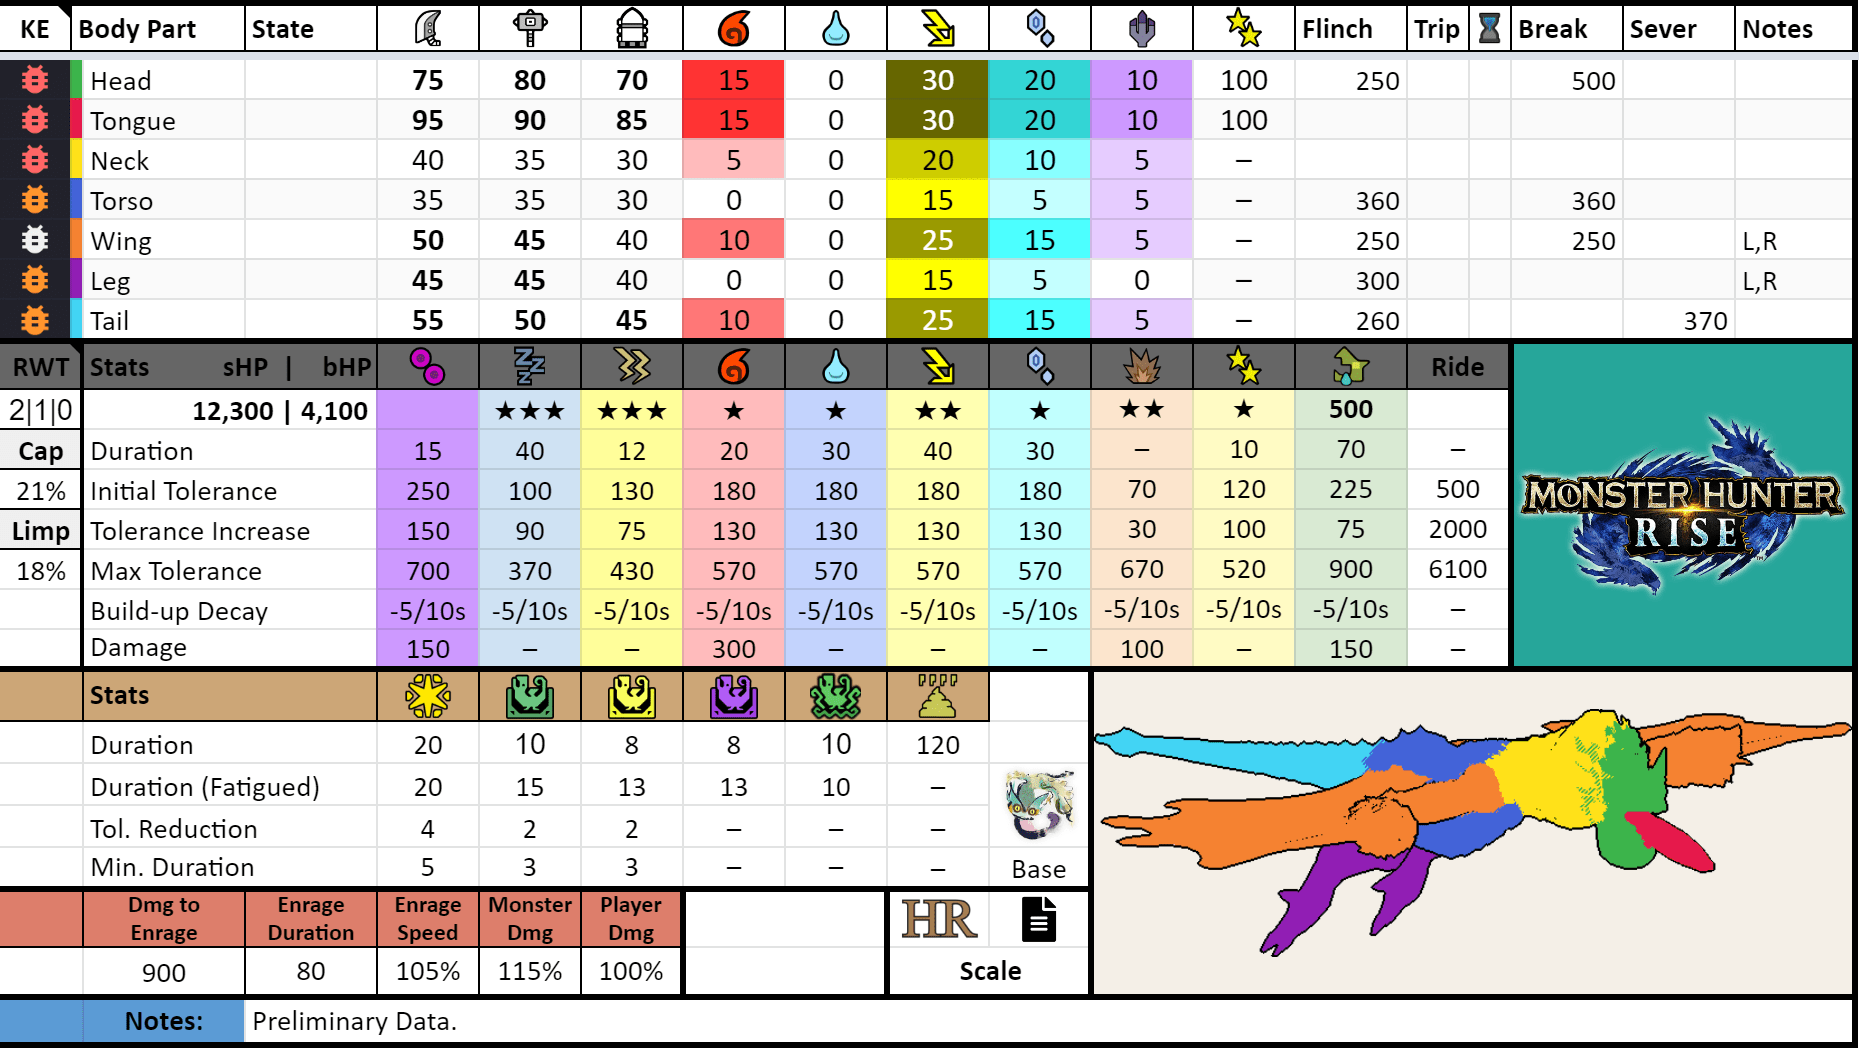 KE Body Part State Flinch Trip Break Sever Notes
Head 75 80 70 15 0 30 20 10 100 250 500
Tongue 95 90 85 15 0 30 20 10 100
Neck 40 35 30 5 0 20 10 5 –
Torso 35 35 30 0 0 15 5 5 – 360 360
Wing 50 45 40 10 0 25 15 5 – 250 250 L,R
Leg 45 45 40 0 0 15 5 0 – 300 L,R
Tail 55 50 45 10 0 25 15 5 – 260 370
RWT Stats sHP | bHP Ride
2|1|0 12,300 | 4,100 ★★★ ★★★ ★ ★ ★★ ★ ★★ ★ 500
Cap Duration 15 40 12 20 30 40 30 – 10 70 –
21% Initial Tolerance 250 100 130 180 180 180 180 70 120 225 500
Limp Tolerance Increase 150 90 75 130 130 130 130 30 100 75 2000
18% Max Tolerance 700 370 430 570 570 570 570 670 520 900 6100
Build-up Decay -5/10s -5/10s -5/10s -5/10s -5/10s -5/10s -5/10s -5/10s -5/10s -5/10s –
Damage 150 – – 300 – – – 100 – 150 –
MONSTER HUNTER
RISE
Stats
Duration 20 10 8 8 10 120
Duration (Fatigued) 20 15 13 13 10 –
Tol. Reduction 4 2 2 – – –
Min. Duration 5 3 3 – – – Base
Dmg to Enrage Enrage Duration Enrage Speed Monster Dmg Player Dmg HR
900 80 105% 115% 100% Scale
Notes: Preliminary Data.